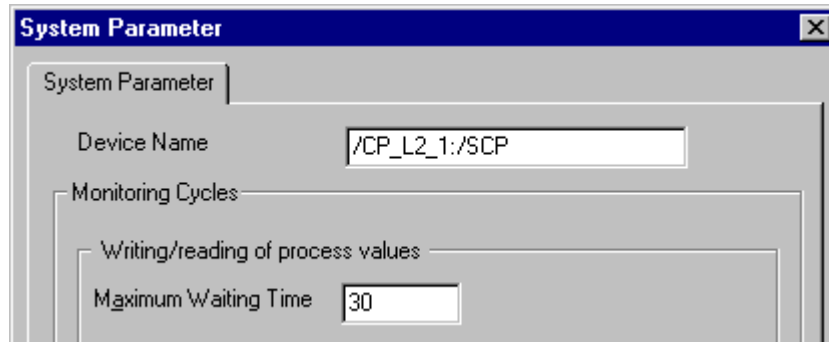 System Parameter
System Parameter
Device Name /CP_L2_1:/SCP
Monitoring Cycles
Writing/reading of process values
Maximum Waiting Time 30